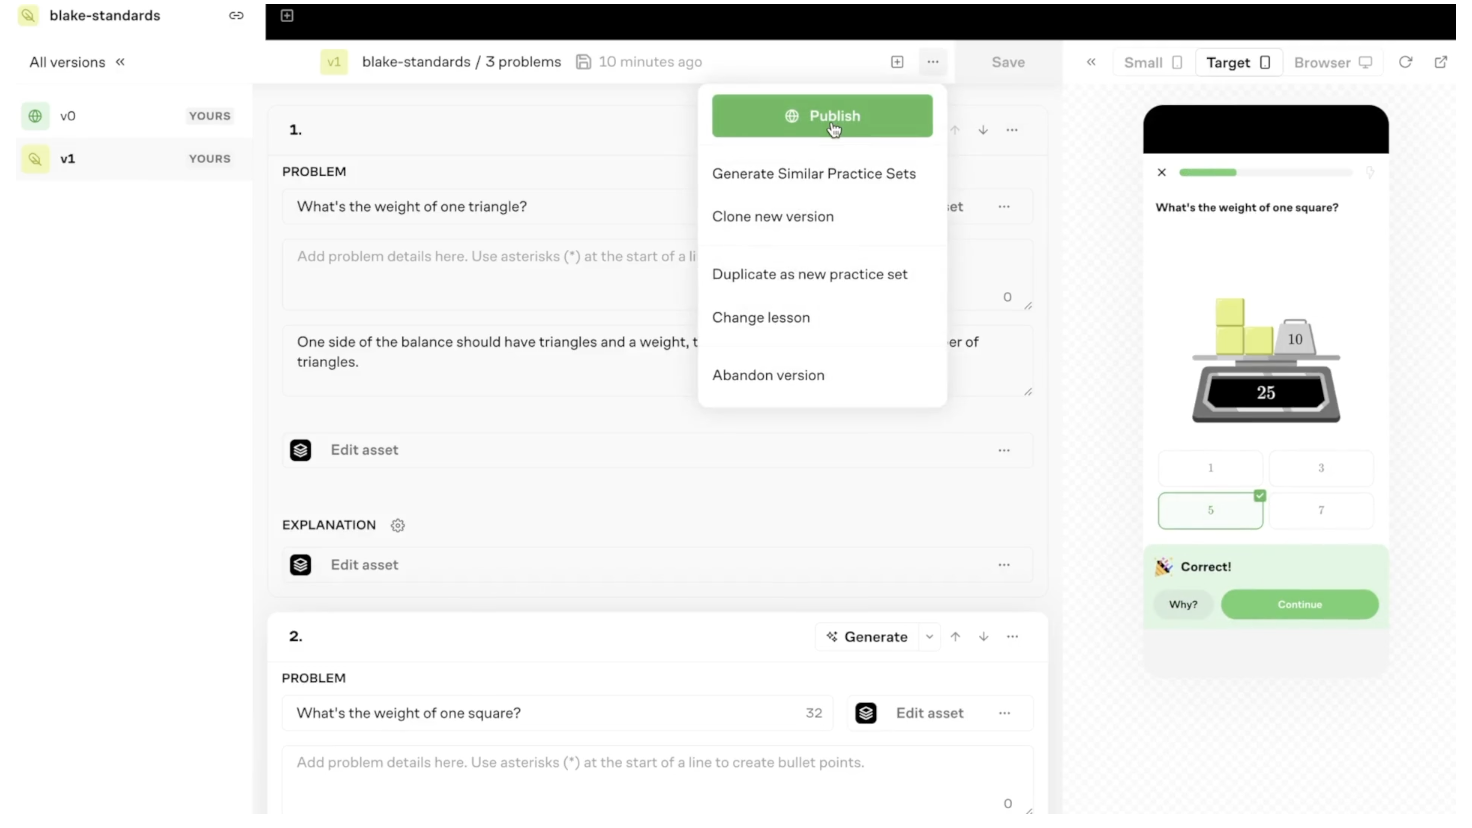 blake-standards
All versions
v0 YOURS
v1 YOURS
v1 blake-standards / 3 problems 10 minutes ago
Save
Publish
Generate Similar Practice Sets
Clone new version
Duplicate as new practice set
Change lesson
Abandon version
1.
PROBLEM
What's the weight of one triangle?
Add problem details here. Use asterisks (*) at the start of a
0
One side of the balance should have triangles and a weight,
of
triangles.
Edit asset
EXPLANATION
Edit asset
2.
Generate
PROBLEM
What's the weight of one square? 32 Edit asset
Add problem details here. Use asterisks (*) at the start of a line to create bullet points.
0
Small Target Browser
What's the weight of one square?
10
25
1 3
5 7
Correct!
Why? Continue